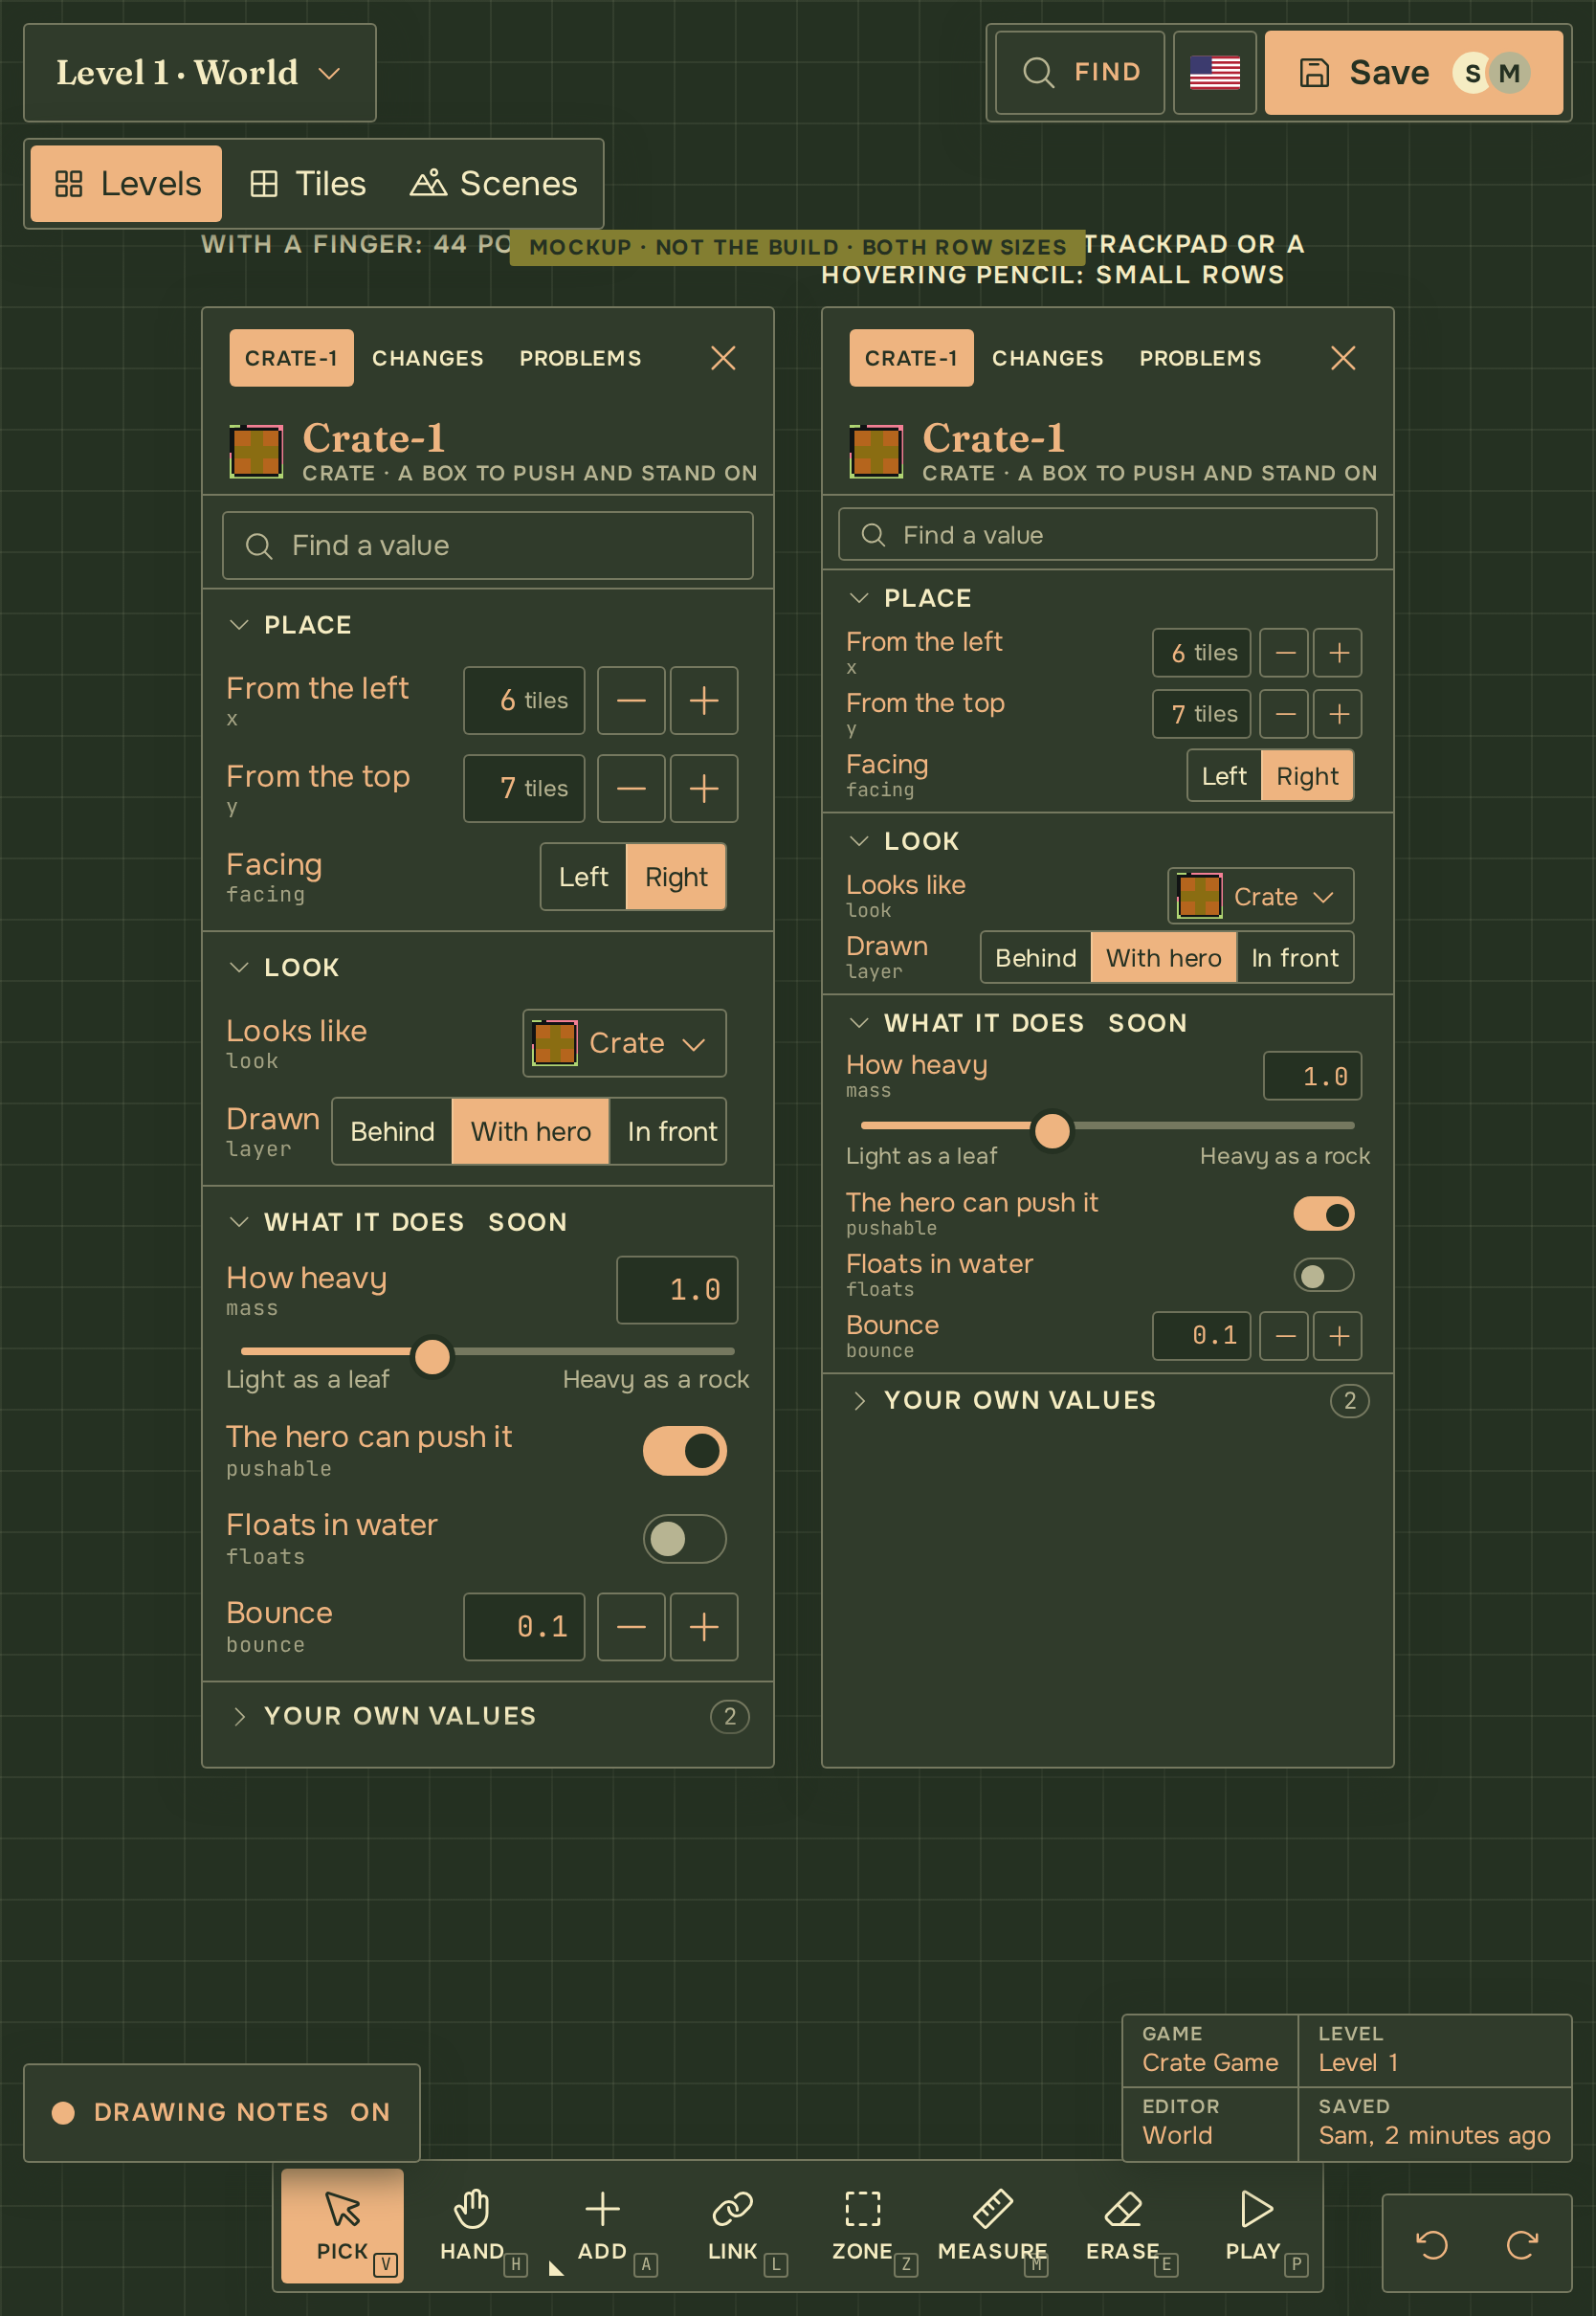 Level 1 · World
FIND
Save S M
Levels Tiles Scenes
WITH A FINGER: 44 PO
MOCKUP · NOT THE BUILD · BOTH ROW SIZES
TRACKPAD OR A
HOVERING PENCIL: SMALL ROWS
CRATE-1 CHANGES PROBLEMS
Crate-1
CRATE · A BOX TO PUSH AND STAND ON
Find a value
PLACE
From the left 6 tiles
x
From the top 7 tiles
y
Facing Left Right
facing
LOOK
Looks like Crate
look
Drawn Behind With hero In front
layer
WHAT IT DOES SOON
How heavy 1.0
mass
Light as a leaf Heavy as a rock
The hero can push it
pushable
Floats in water
floats
Bounce 0.1
bounce
YOUR OWN VALUES 2
CRATE-1 CHANGES PROBLEMS
Crate-1
CRATE · A BOX TO PUSH AND STAND ON
Find a value
PLACE
From the left 6 tiles
x
From the top 7 tiles
y
Facing Left Right
facing
LOOK
Looks like Crate
look
Drawn Behind With hero In front
layer
WHAT IT DOES SOON
How heavy 1.0
mass
Light as a leaf Heavy as a rock
The hero can push it
pushable
Floats in water
floats
Bounce 0.1
bounce
YOUR OWN VALUES 2
GAME LEVEL
Crate Game Level 1
EDITOR SAVED
World Sam, 2 minutes ago
DRAWING NOTES ON
PICK V HAND H ADD A LINK L ZONE Z MEASURE M ERASE E PLAY P